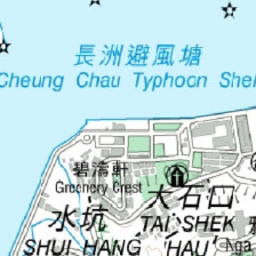 長洲避風塘
Cheung Chau Typhoon Shel
碧濤軒
Greenery Crest
大石口
TAI SHEK
HAU
水坑
SHUI HANG
Nga